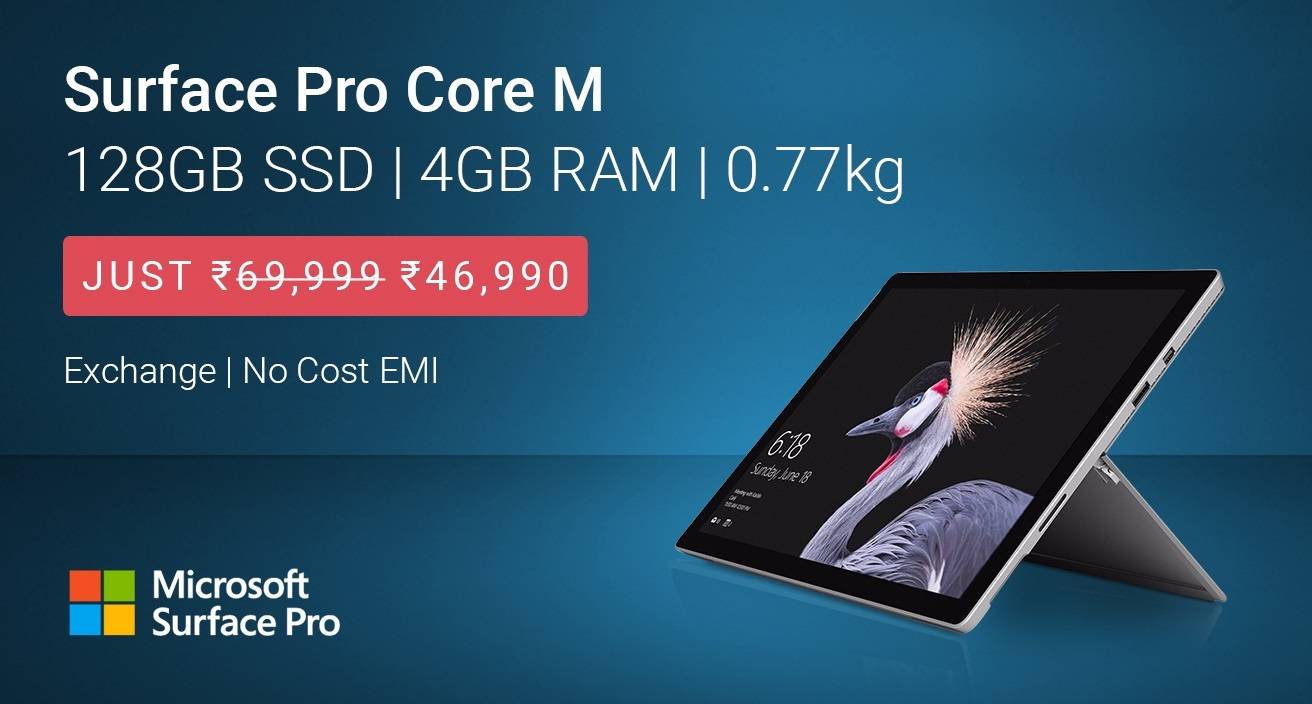 Surface Pro Core M
128GB SSD | 4GB RAM | 0.77kg
JUST ₹69,999 ₹46,990
Exchange | No Cost EMI
6:18
Sunday, June 18
Microsoft
Surface Pro